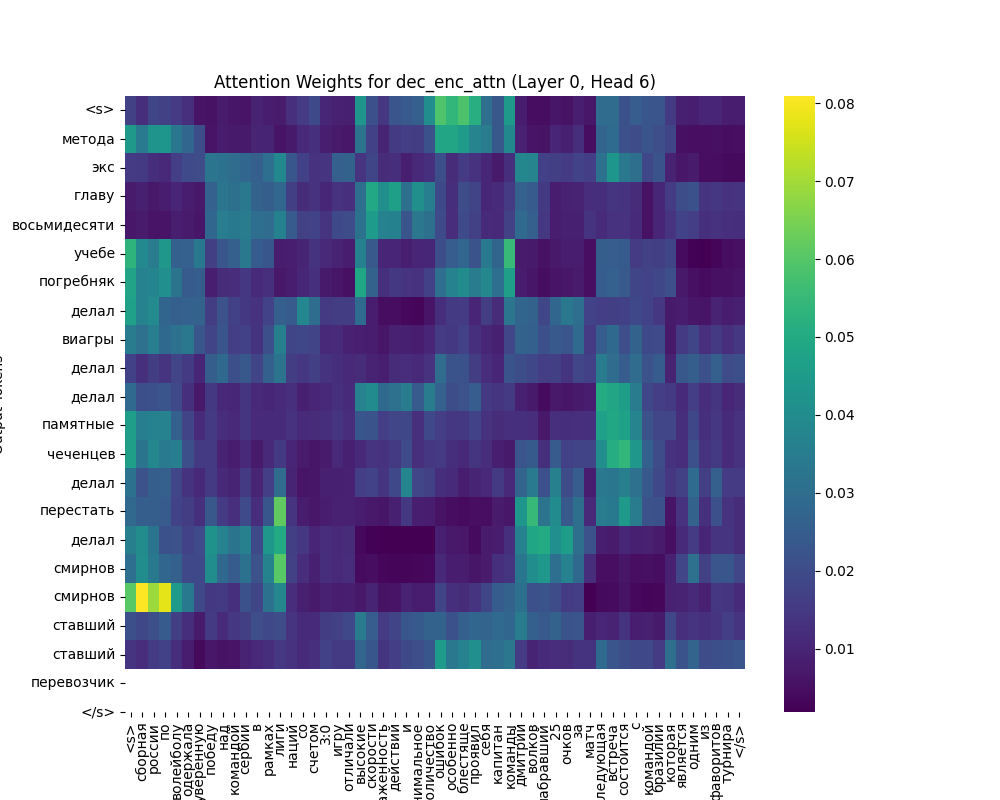 Attention Weights for dec_enc_attn (Layer 0, Head 6)
<s>
метода
экс
главу
восьмидесяти
учебе
погребняк
делал
виагры
делал
делал
памятные
чеченцев
делал
перестать
делал
смирнов
смирнов
ставший
ставший
перевозчик
</s>
0.08
0.07
0.06
0.05
0.04
0.03
0.02
0.01
<s>
сборная
россии
по
волейболу
одержала
уверенную
победу
над
командой
сербии
в
рамках
лиги
наций
со
счетом
3:0
игру
отличали
высокие
скорости
действий
и
ошибок
особенно
блестяще
проявил
себя
капитан
команды
дмитрий
волков
25
очков
за
матч
встреча
состоится
с
командой
бразилии
которая
является
одним
из
фаворитов
турнира
</s>